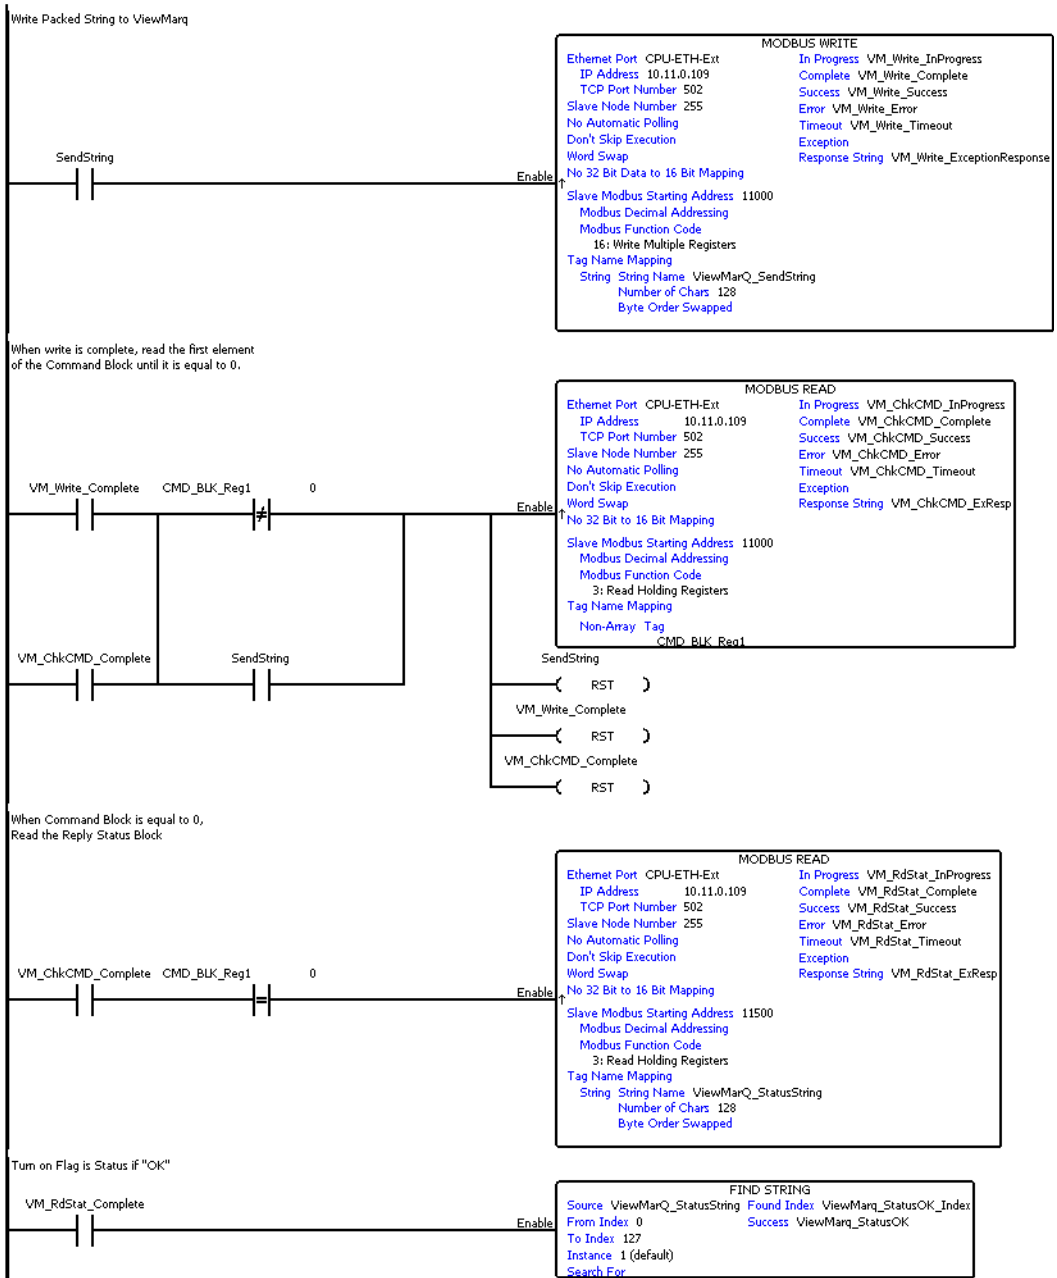 Write Packed String to ViewMarq
MODBUS WRITE
Ethernet Port CPU-ETH-Ext In Progress VM_Write_InProgress
IP Address 10.11.0.109 Complete VM_Write_Complete
TCP Port Number 502 Success VM_Write_Success
Slave Node Number 255 Error VM_Write_Error
No Automatic Polling Timeout VM_Write_Timeout
Don't Skip Execution Exception
SendString Word Swap Response String VM_Write_ExceptionResponse
Enable No 32 Bit Data to 16 Bit Mapping
Slave Modbus Starting Address 11000
Modbus Decimal Addressing
Modbus Function Code
16: Write Multiple Registers
Tag Name Mapping
String String Name ViewMarQ_SendString
Number of Chars 128
Byte Order Swapped
When write is complete, read the first element
of the Command Block until it is equal to 0.
MODBUS READ
Ethernet Port CPU-ETH-Ext In Progress VM_ChkCMD_InProgress
IP Address 10.11.0.109 Complete VM_ChkCMD_Complete
TCP Port Number 502 Success VM_ChkCMD_Success
Slave Node Number 255 Error VM_ChkCMD_Error
No Automatic Polling Timeout VM_ChkCMD_Timeout
Don't Skip Execution Exception
VM_Write_Complete CMD_BLK_Reg1 0 Word Swap Response String VM_ChkCMD_ExResp
Enable No 32 Bit to 16 Bit Mapping
Slave Modbus Starting Address 11000
Modbus Decimal Addressing
Modbus Function Code
3: Read Holding Registers
Tag Name Mapping
Non-Array Tag
CMD_BLK_Reg1
VM_ChkCMD_Complete SendString SendString
RST
VM_Write_Complete
RST
VM_ChkCMD_Complete
RST
When Command Block is equal to 0,
Read the Reply Status Block
MODBUS READ
Ethernet Port CPU-ETH-Ext In Progress VM_RdStat_InProgress
IP Address 10.11.0.109 Complete VM_RdStat_Complete
TCP Port Number 502 Success VM_RdStat_Success
Slave Node Number 255 Error VM_RdStat_Error
No Automatic Polling Timeout VM_RdStat_Timeout
Don't Skip Execution Exception
VM_ChkCMD_Complete CMD_BLK_Reg1 0 Word Swap Response String VM_RdStat_ExResp
Enable No 32 Bit to 16 Bit Mapping
Slave Modbus Starting Address 11500
Modbus Decimal Addressing
Modbus Function Code
3: Read Holding Registers
Tag Name Mapping
String String Name ViewMarQ_StatusString
Number of Chars 128
Byte Order Swapped
Turn on Flag is Status if "OK"
FIND STRING
VM_RdStat_Complete Source ViewMarQ_StatusString Found Index ViewMarq_StatusOK_Index
Enable From Index 0 Success ViewMarq_StatusOK
To Index 127
Instance 1 (default)
Search For